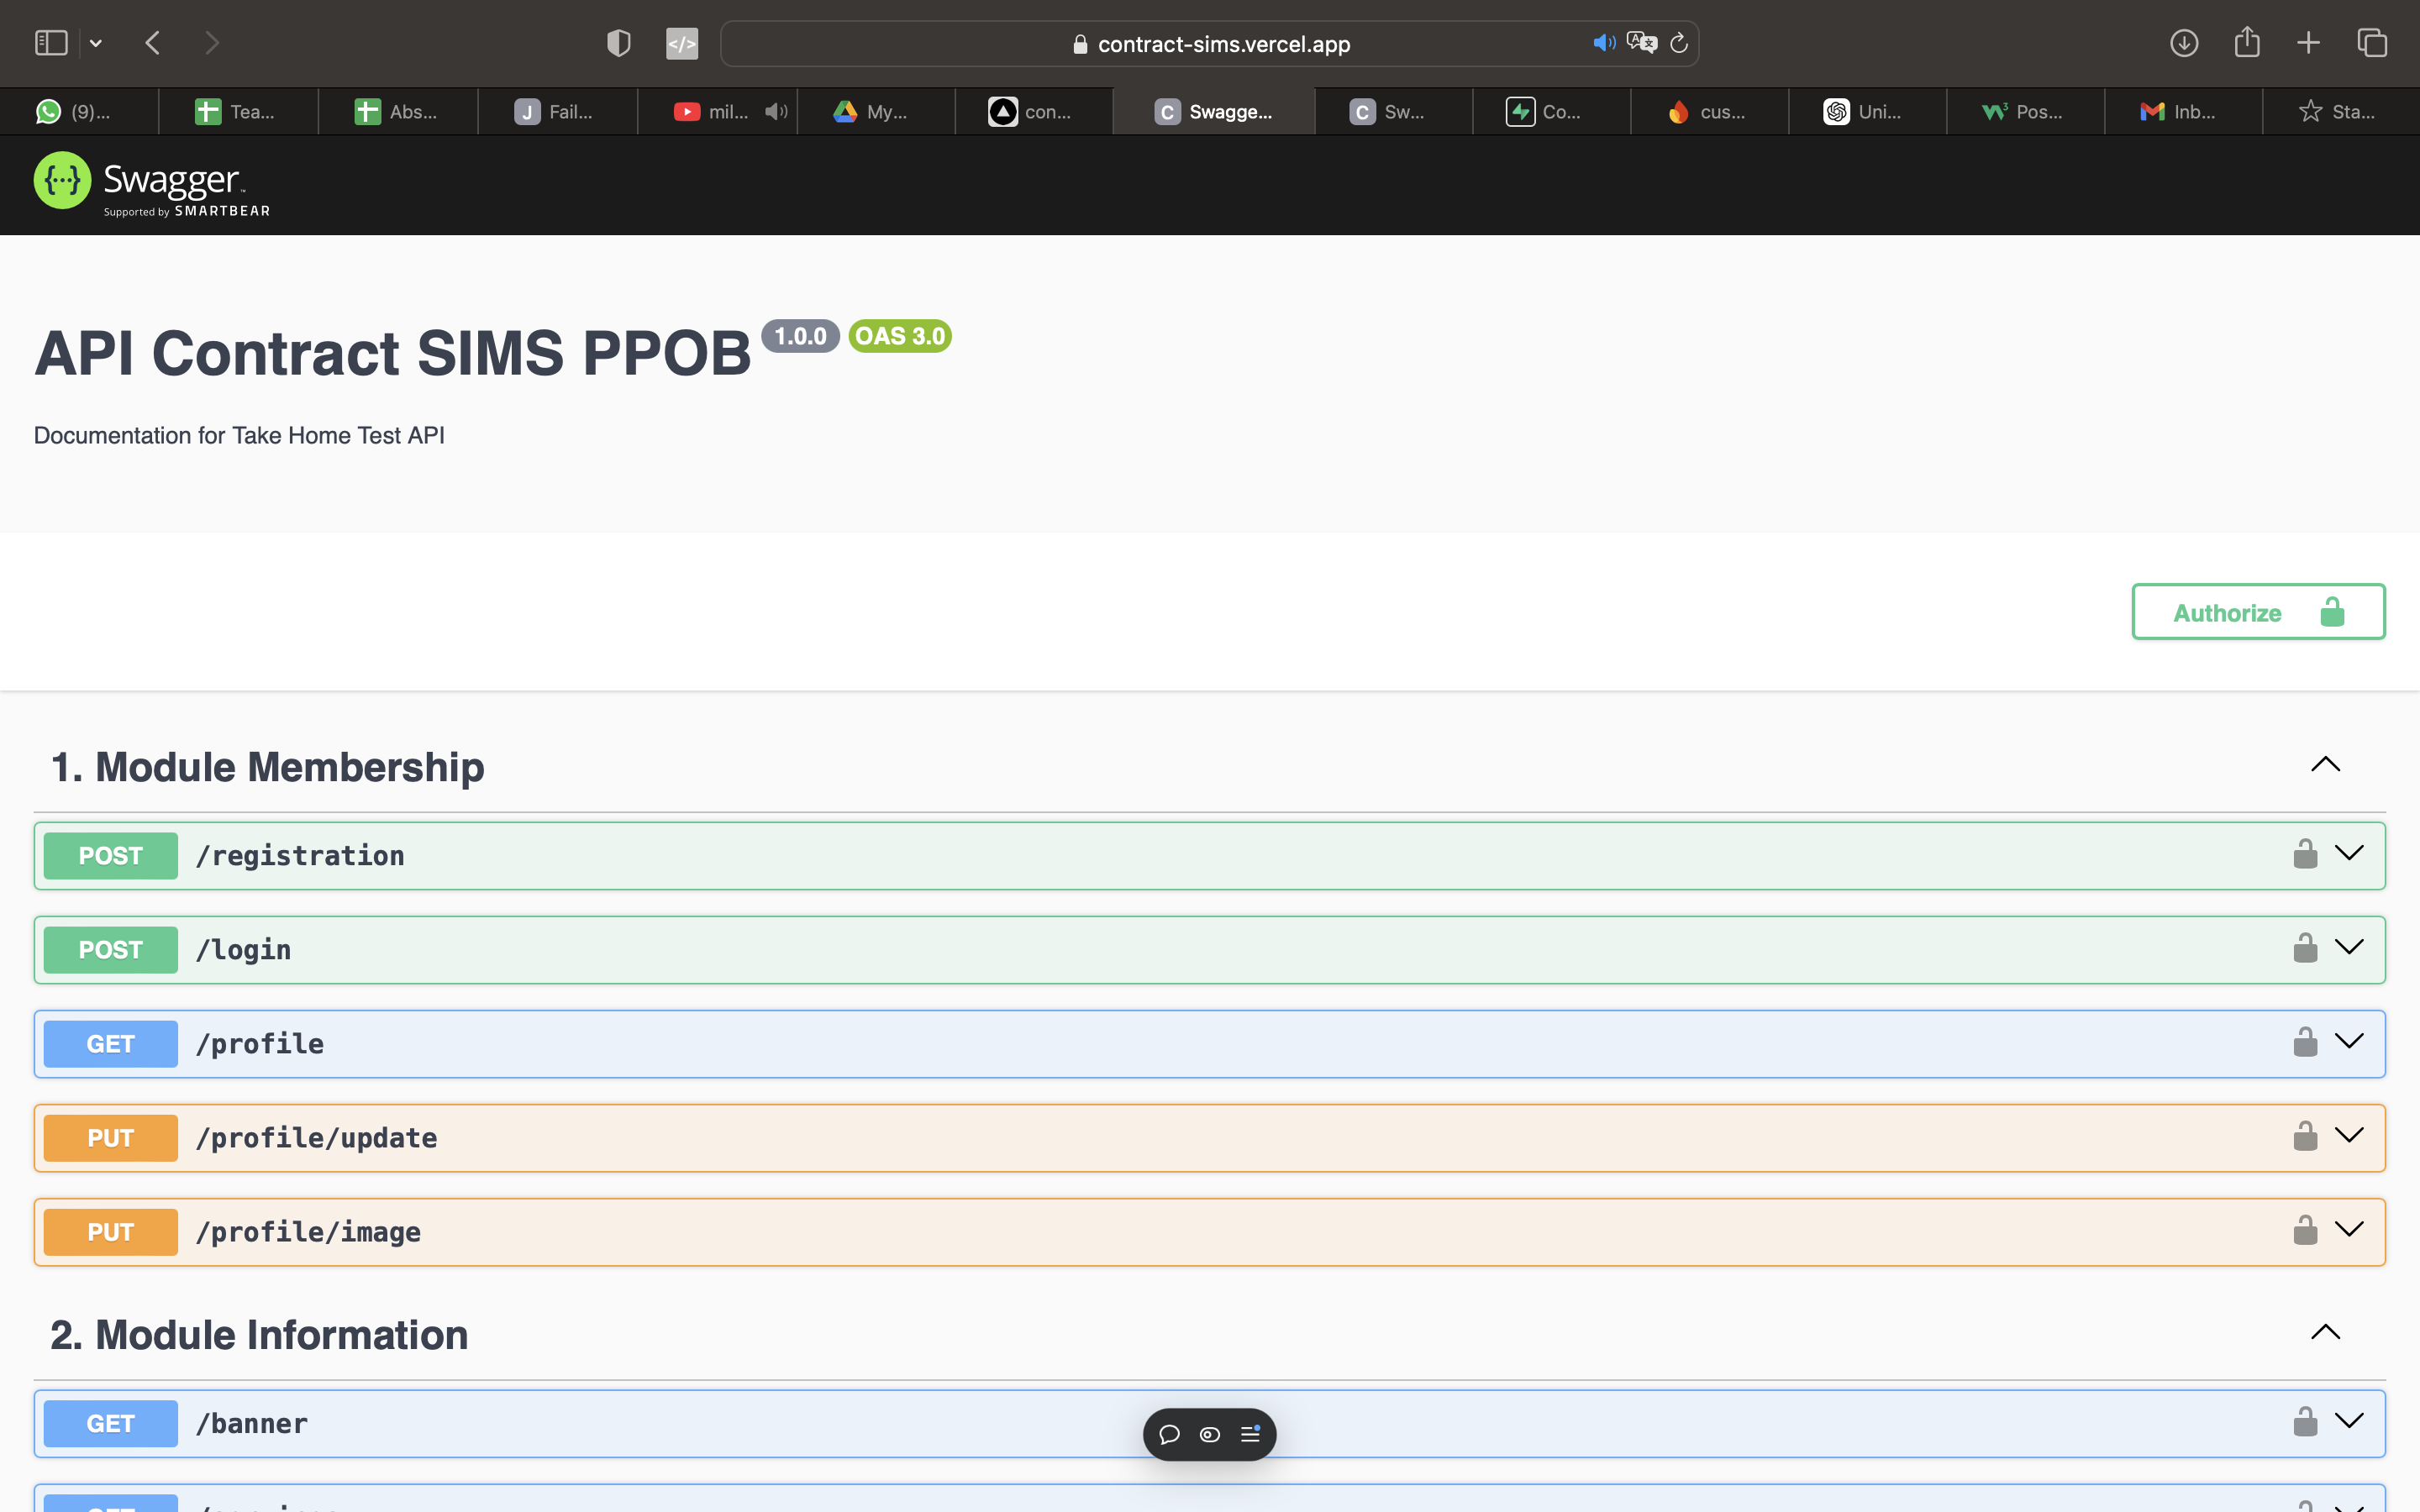 contract-sims.vercel.app
(9)...
Tea...
Abs...
J Fail...
mil...
My...
con...
C Swagge...
C Sw...
Co...
cus...
Uni...
Pos...
Inb...
Sta...
Swagger™
Supported by SMARTBEAR
API Contract SIMS PPOB 1.0.0 OAS 3.0
Documentation for Take Home Test API
Authorize
1. Module Membership
POST /registration
POST /login
GET /profile
PUT /profile/update
PUT /profile/image
2. Module Information
GET /banner